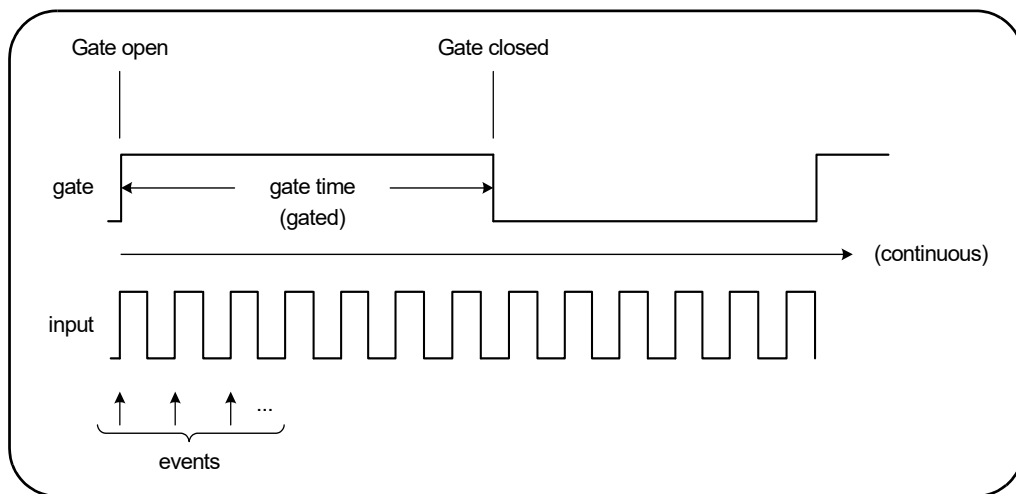 Gate open
Gate closed
gate
gate time
(gated)
(continuous)
input
...
events